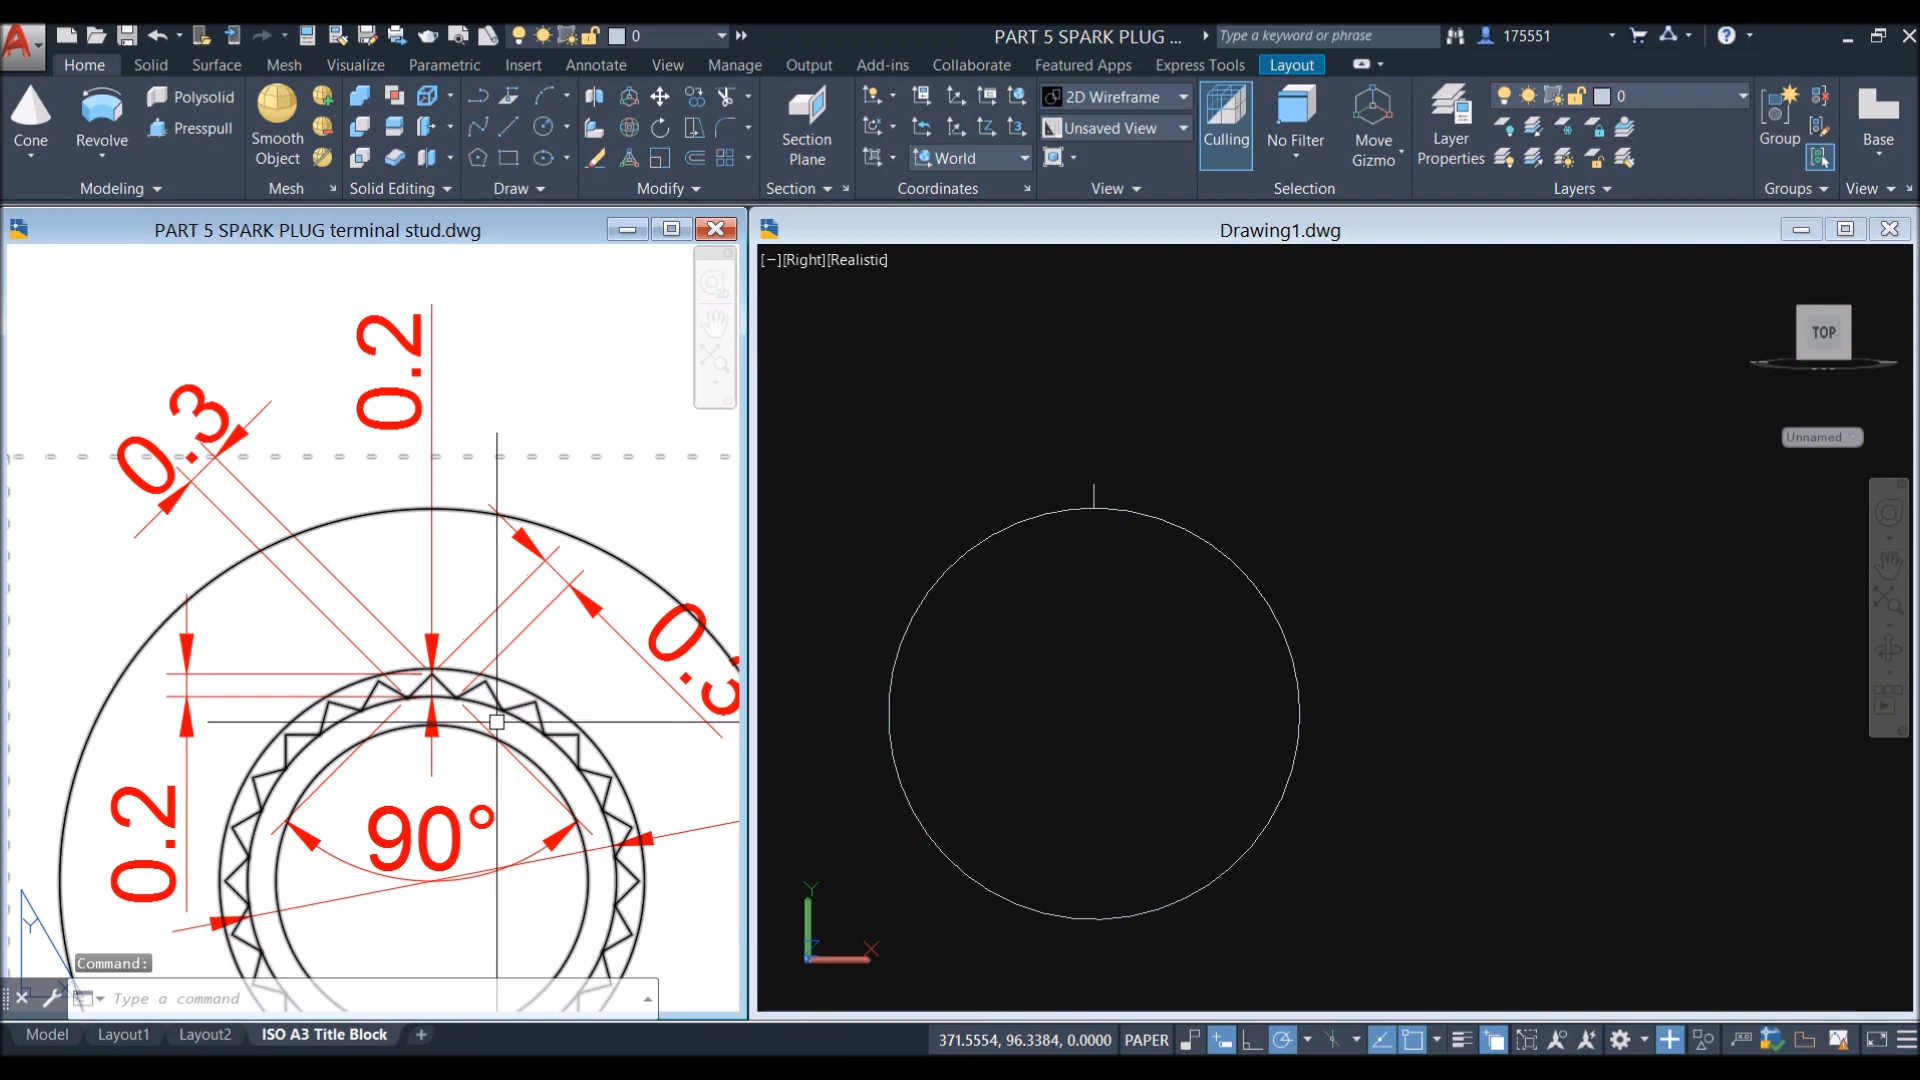 0
PART 5 SPARK PLUG ...
Type a keyword or phrase
175551
Home
Solid
Surface
Mesh
Visualize
Parametric
Insert
Annotate
View
Manage
Output
Add-ins
Collaborate
Featured Apps
Express Tools
Layout
Cone
Revolve
Polysolid
Presspull
Smooth
Object
Section
Plane
World
2D Wireframe
Unsaved View
Culling
No Filter
Move
Gizmo
Layer
Properties
0
Group
Base
Modeling
Mesh
Solid Editing
Draw
Modify
Section
Coordinates
View
Selection
Layers
Groups
View
PART 5 SPARK PLUG terminal stud.dwg
Drawing1.dwg
[−][Right][Realistic]
TOP
Unnamed
0.2
0.3
0.3
0.2
90°
Y
Y
X
Command:
Type a command
Model
Layout1
Layout2
ISO A3 Title Block
371.5554, 96.3384, 0.0000
PAPER